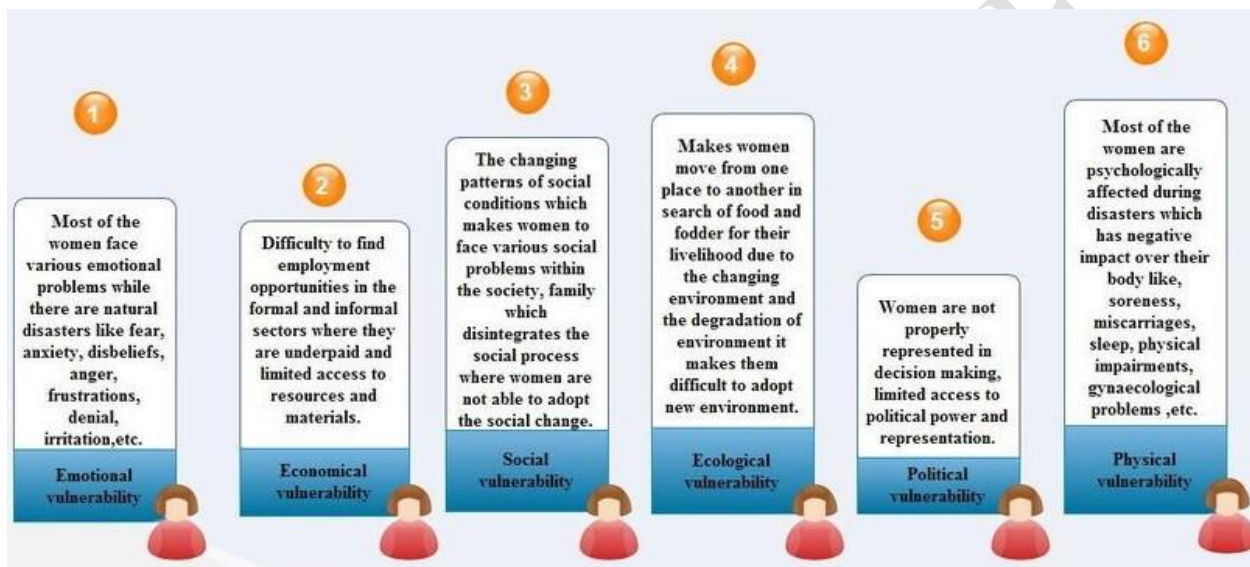 1
Most of the
women face
various emotional
problems while
there are natural
disasters like fear,
anxiety, disbeliefs,
anger,
frustrations,
denial,
irritation,etc.
Emotional
vulnerability
2
Difficulty to find
employment
opportunities in the
formal and informal
sectors where they
are underpaid and
limited access to
resources and
materials.
Economical
vulnerability
3
The changing
patterns of social
conditions which
makes women to
face various social
problems within
the society, family
which
disintegrates the
social process
where women are
not able to adopt
the social change.
Social
vulnerability
4
Makes women
move from one
place to another in
search of food and
fodder for their
livelihood due to
the changing
environment and
the degradation of
environment it
makes them
difficult to adopt
new environment.
Ecological
vulnerability
5
Women are not
properly
represented in
decision making,
limited access to
political power and
representation.
Political
vulnerability
6
Most of the
women are
psychologically
affected during
disasters which
has negative
impact over their
body like,
soreness,
miscarriages,
sleep, physical
impairments,
gynaecological
problems ,etc.
Physical
vulnerability